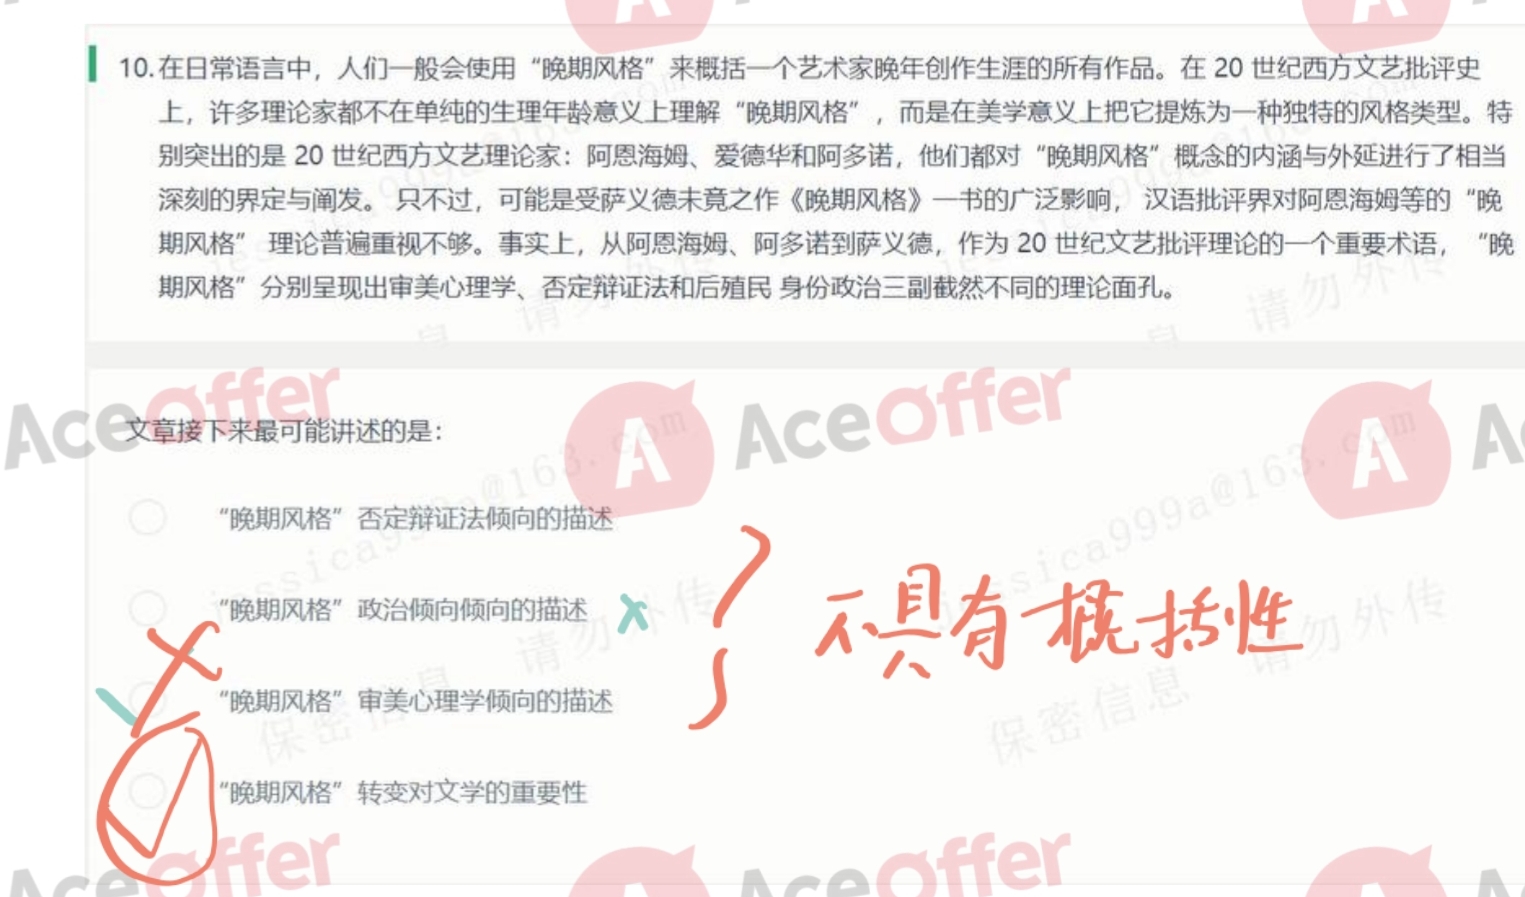 10.在日常语言中，人们一般会使用“晚期风格”来概括一个艺术家晚年创作生涯的所有作品。在 20 世纪西方文艺批评史
上，许多理论家都不在单纯的生理年龄意义上理解“晚期风格”，而是在美学意义上把它提炼为一种独特的风格类型。特
别突出的是 20 世纪西方文艺理论家：阿恩海姆、爱德华和阿多诺，他们都对“晚期风格”概念的内涵与外延进行了相当
深刻的界定与阐发。 只不过，可能是受萨义德未竟之作《晚期风格》一书的广泛影响， 汉语批评界对阿恩海姆等的“晚
期风格” 理论普遍重视不够。事实上，从阿恩海姆、阿多诺到萨义德，作为 20 世纪文艺批评理论的一个重要术语， “晚
期风格”分别呈现出审美心理学、否定辩证法和后殖民 身份政治三副截然不同的理论面孔。
请勿外传
请勿外传
AceOffer
AceOffer
文章接下来最可能讲述的是：
jessica999a@163.com
jessica999a@163.com
“晚期风格”否定辩证法倾向的描述
“晚期风格”政治倾向倾向的描述
不具有概括性
请勿外传
请勿外传
“晚期风格”审美心理学倾向的描述
保密信息
保密信息
“晚期风格”转变对文学的重要性
AceOffer
AceOffer